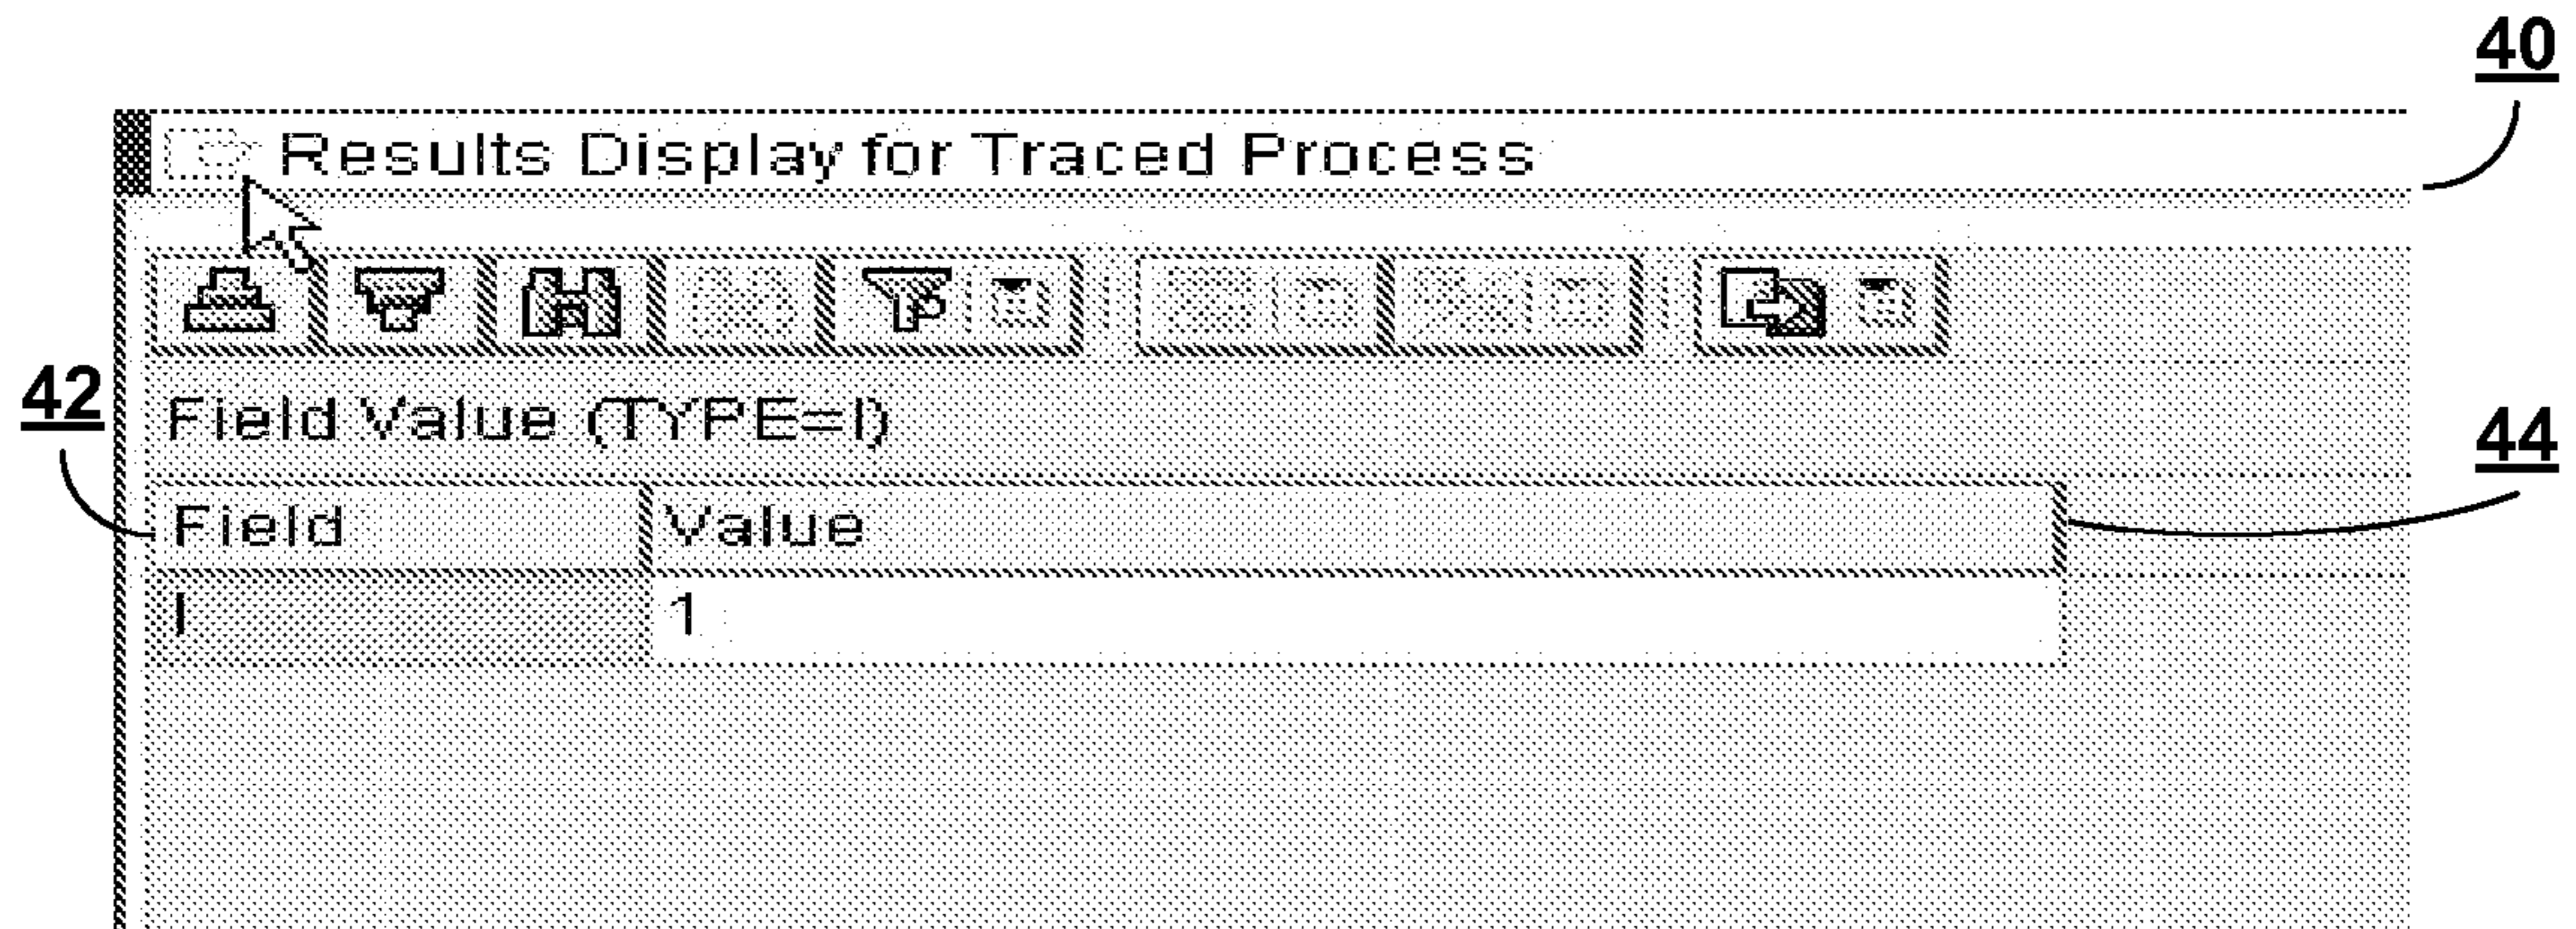 40
Results Display for Traced Process
42
Field Value (TYPE=I)
44
Field Value
I 1